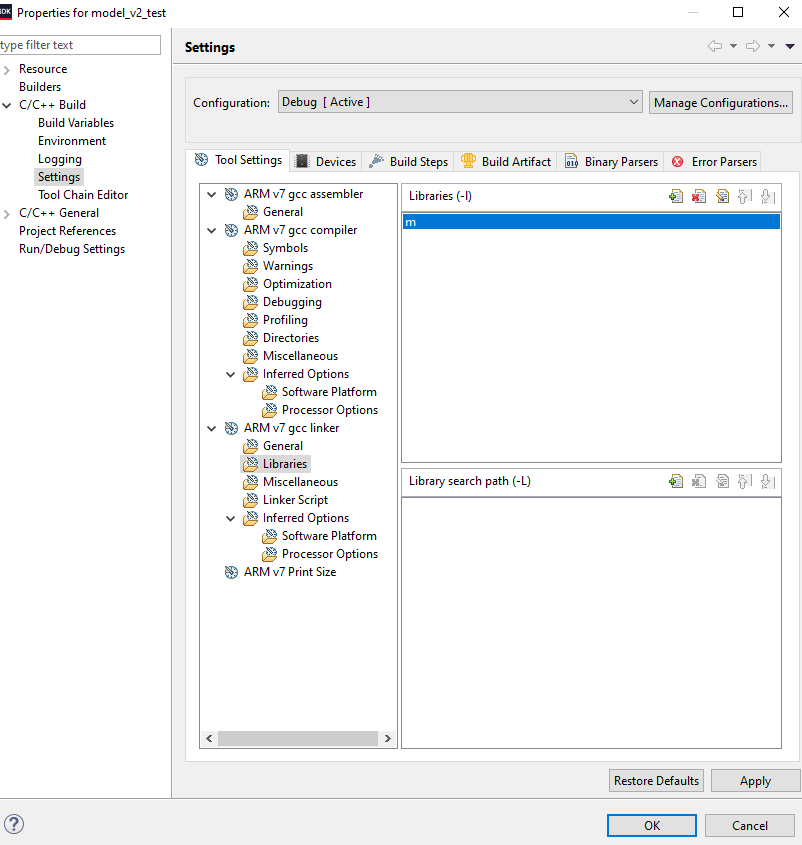 SDK Properties for model_v2_test
type filter text
Resource
Builders
C/C++ Build
Build Variables
Environment
Logging
Settings
Tool Chain Editor
C/C++ General
Project References
Run/Debug Settings
Settings
Configuration: Debug [ Active ] Manage Configurations...
Tool Settings Devices Build Steps Build Artifact Binary Parsers Error Parsers
ARM v7 gcc assembler
General
ARM v7 gcc compiler
Symbols
Warnings
Optimization
Debugging
Profiling
Directories
Miscellaneous
Inferred Options
Software Platform
Processor Options
ARM v7 gcc linker
General
Libraries
Miscellaneous
Linker Script
Inferred Options
Software Platform
Processor Options
ARM v7 Print Size
Libraries (-l)
m
Library search path (-L)
Restore Defaults Apply
? OK Cancel